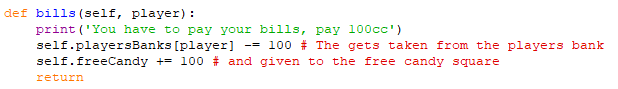 def bills(self, player):
    print('You have to pay your bills, pay 100cc')
    self.playersBanks[player] -= 100 # The gets taken from the players bank
    self.freeCandy += 100 # and given to the free candy square
    return